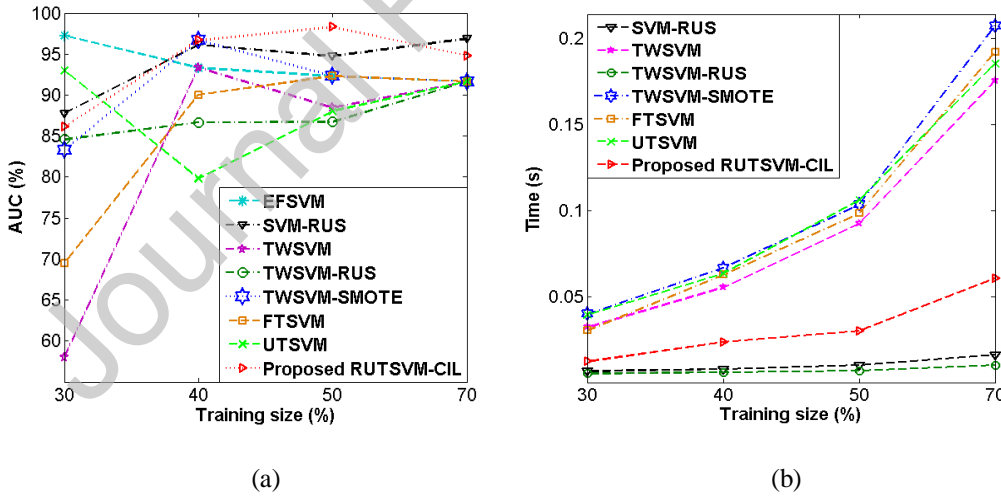 100
95
90
85
80
75
70
65
60
AUC (%)
30
40
50
70
Training size (%)
EFSVM
SVM-RUS
TWSVM
TWSVM-RUS
TWSVM-SMOTE
FTSVM
UTSVM
Proposed RUTSVM-CIL
Journal P
(a)
0.2
0.15
0.1
0.05
Time (s)
30
40
50
70
Training size (%)
SVM-RUS
TWSVM
TWSVM-RUS
TWSVM-SMOTE
FTSVM
UTSVM
Proposed RUTSVM-CIL
(b)